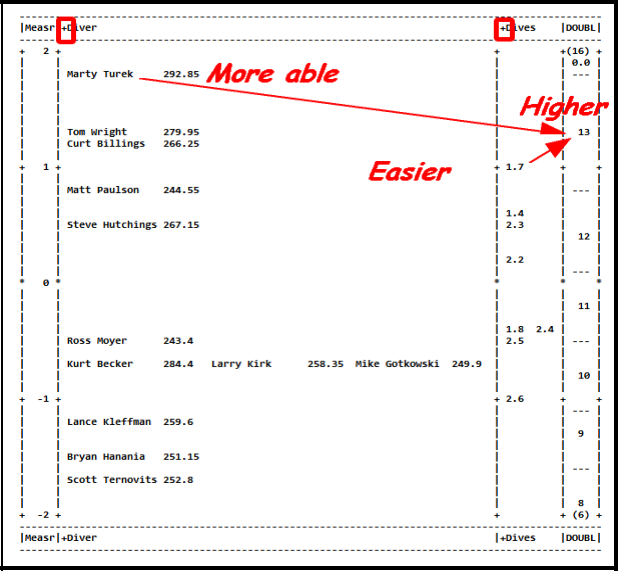 |Measr|+Diver |+Dives |DOUBL|
+ 2 + + +(16) +
0.0
Marty Turek 292.85 More able ---
Higher
Tom Wright 279.95 13
Curt Billings 266.25
+ 1 + Easier + 1.7 + +
Matt Paulson 244.55 ---
1.4
Steve Hutchings 267.15 2.3
12
2.2
---
* 0 * * * *
11
1.8 2.4
Ross Moyer 243.4 2.5 ---
Kurt Becker 284.4 Larry Kirk 258.35 Mike Gotkowski 249.9
10
+ -1 + + 2.6 + +
---
Lance Kleffman 259.6
9
Bryan Hanania 251.15
---
Scott Ternovits 252.8
8
+ -2 + + + (6) +
|Measr|+Diver |+Dives |DOUBL|